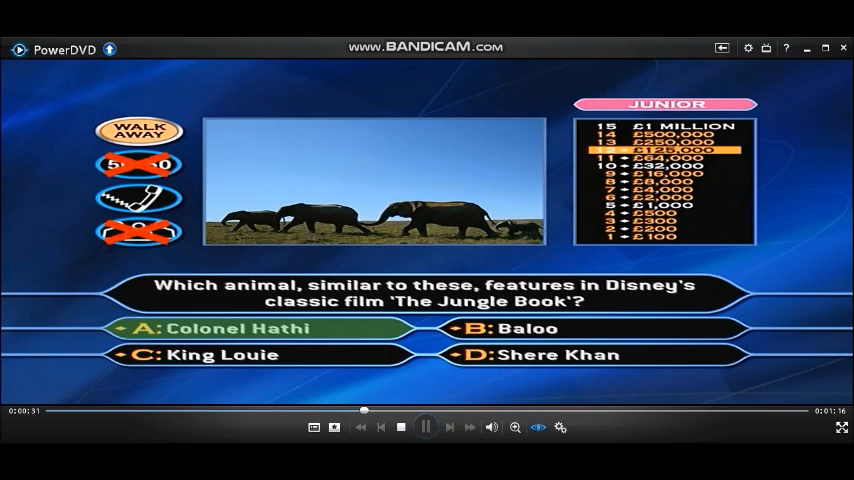 PowerDVD
www.BANDICAM.com
WALK
AWAY
JUNIOR
15 £1 MILLION
14 £500,000
13 £250,000
12 £125,000
11 £64,000
10 £32,000
9 £16,000
8 £8,000
7 £4,000
6 £2,000
5 £1,000
4 £500
3 £300
2 £200
1 £100
Which animal, similar to these, features in Disney's
classic film 'The Jungle Book'?
A: Colonel Hathi
B: Baloo
C: King Louie
D: Shere Khan
0:00:31
0:01:16